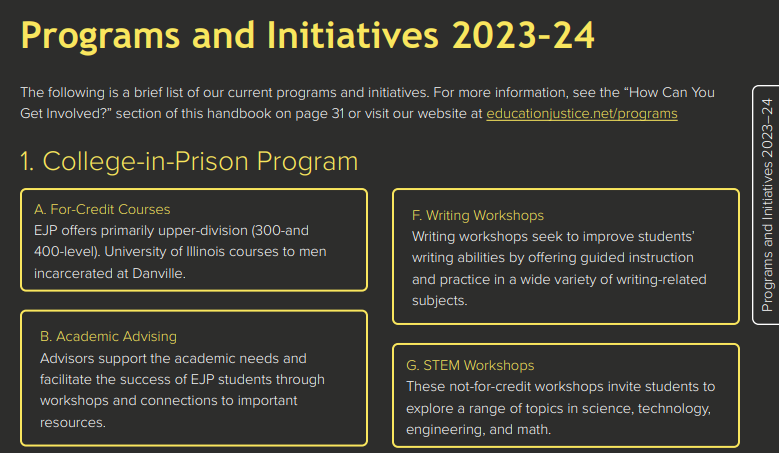 Programs and Initiatives 2023-24
The following is a brief list of our current programs and initiatives. For more information, see the “How Can You
Get Involved?” section of this handbook on page 31 or visit our website at educationjustice.net/programs
1. College-in-Prison Program
A. For-Credit Courses
EJP offers primarily upper-division (300-and
400-level). University of Illinois courses to men
incarcerated at Danville.
B. Academic Advising
Advisors support the academic needs and
facilitate the success of EJP students through
workshops and connections to important
resources.
F. Writing Workshops
Writing workshops seek to improve students’
writing abilities by offering guided instruction
and practice in a wide variety of writing-related
subjects.
G. STEM Workshops
These not-for-credit workshops invite students to
explore a range of topics in science, technology,
engineering, and math.
Programs and Initiatives 2023–24